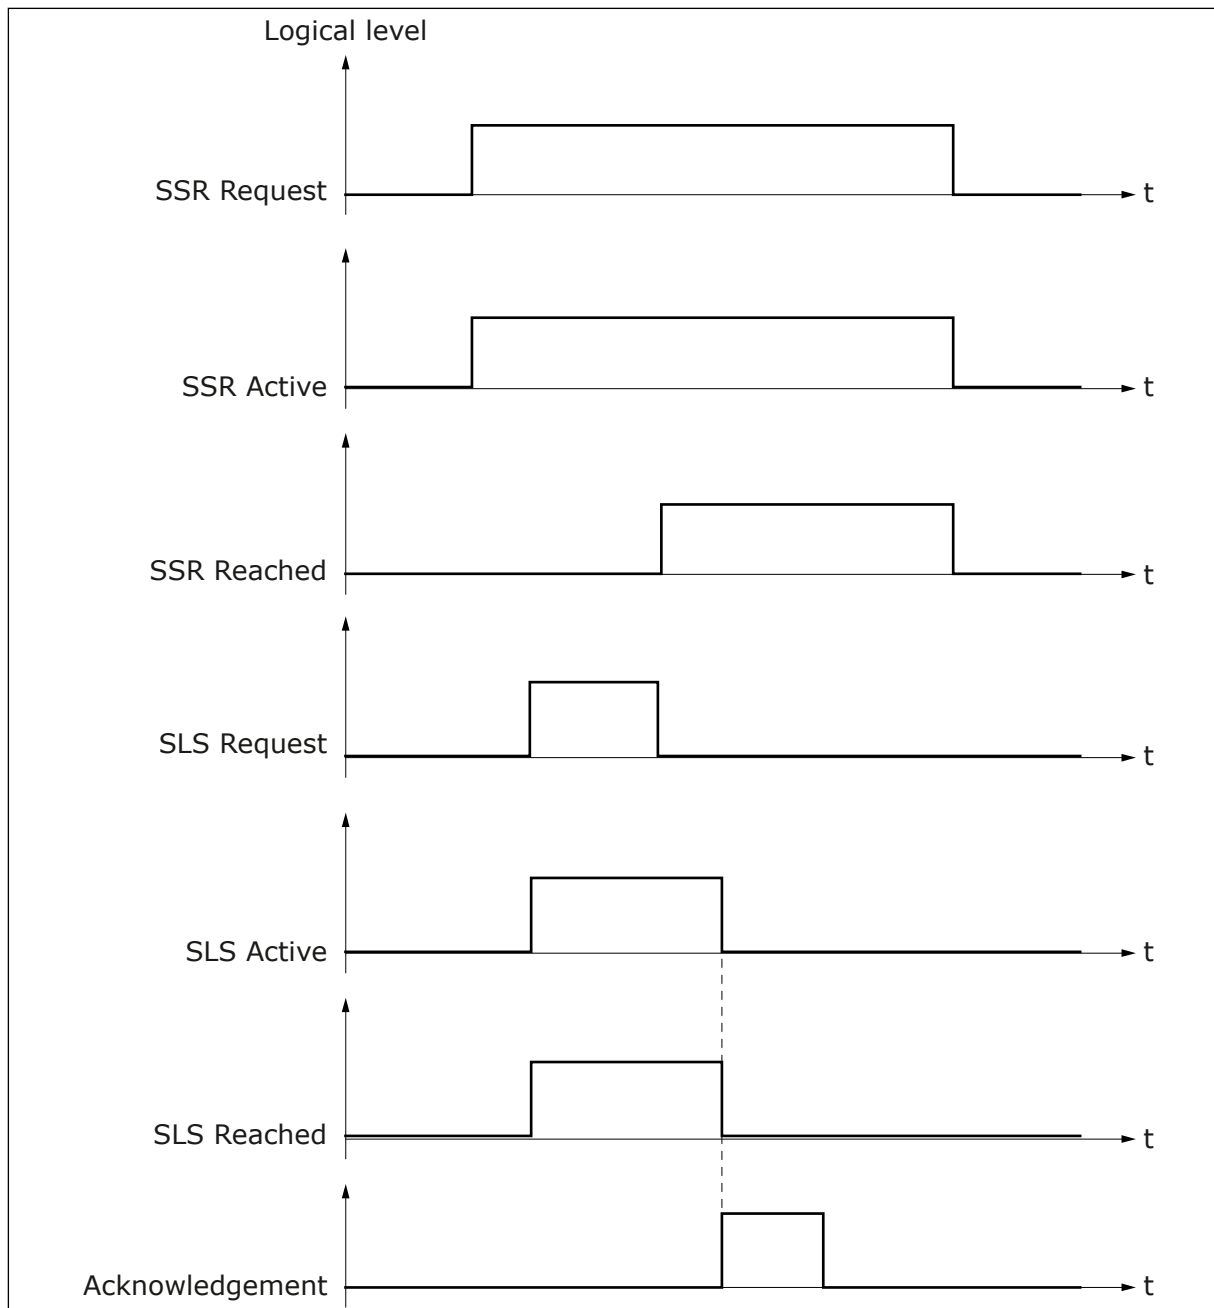 Logical level
SSR Request t
SSR Active t
SSR Reached t
SLS Request t
SLS Active t
SLS Reached t
Acknowledgement t